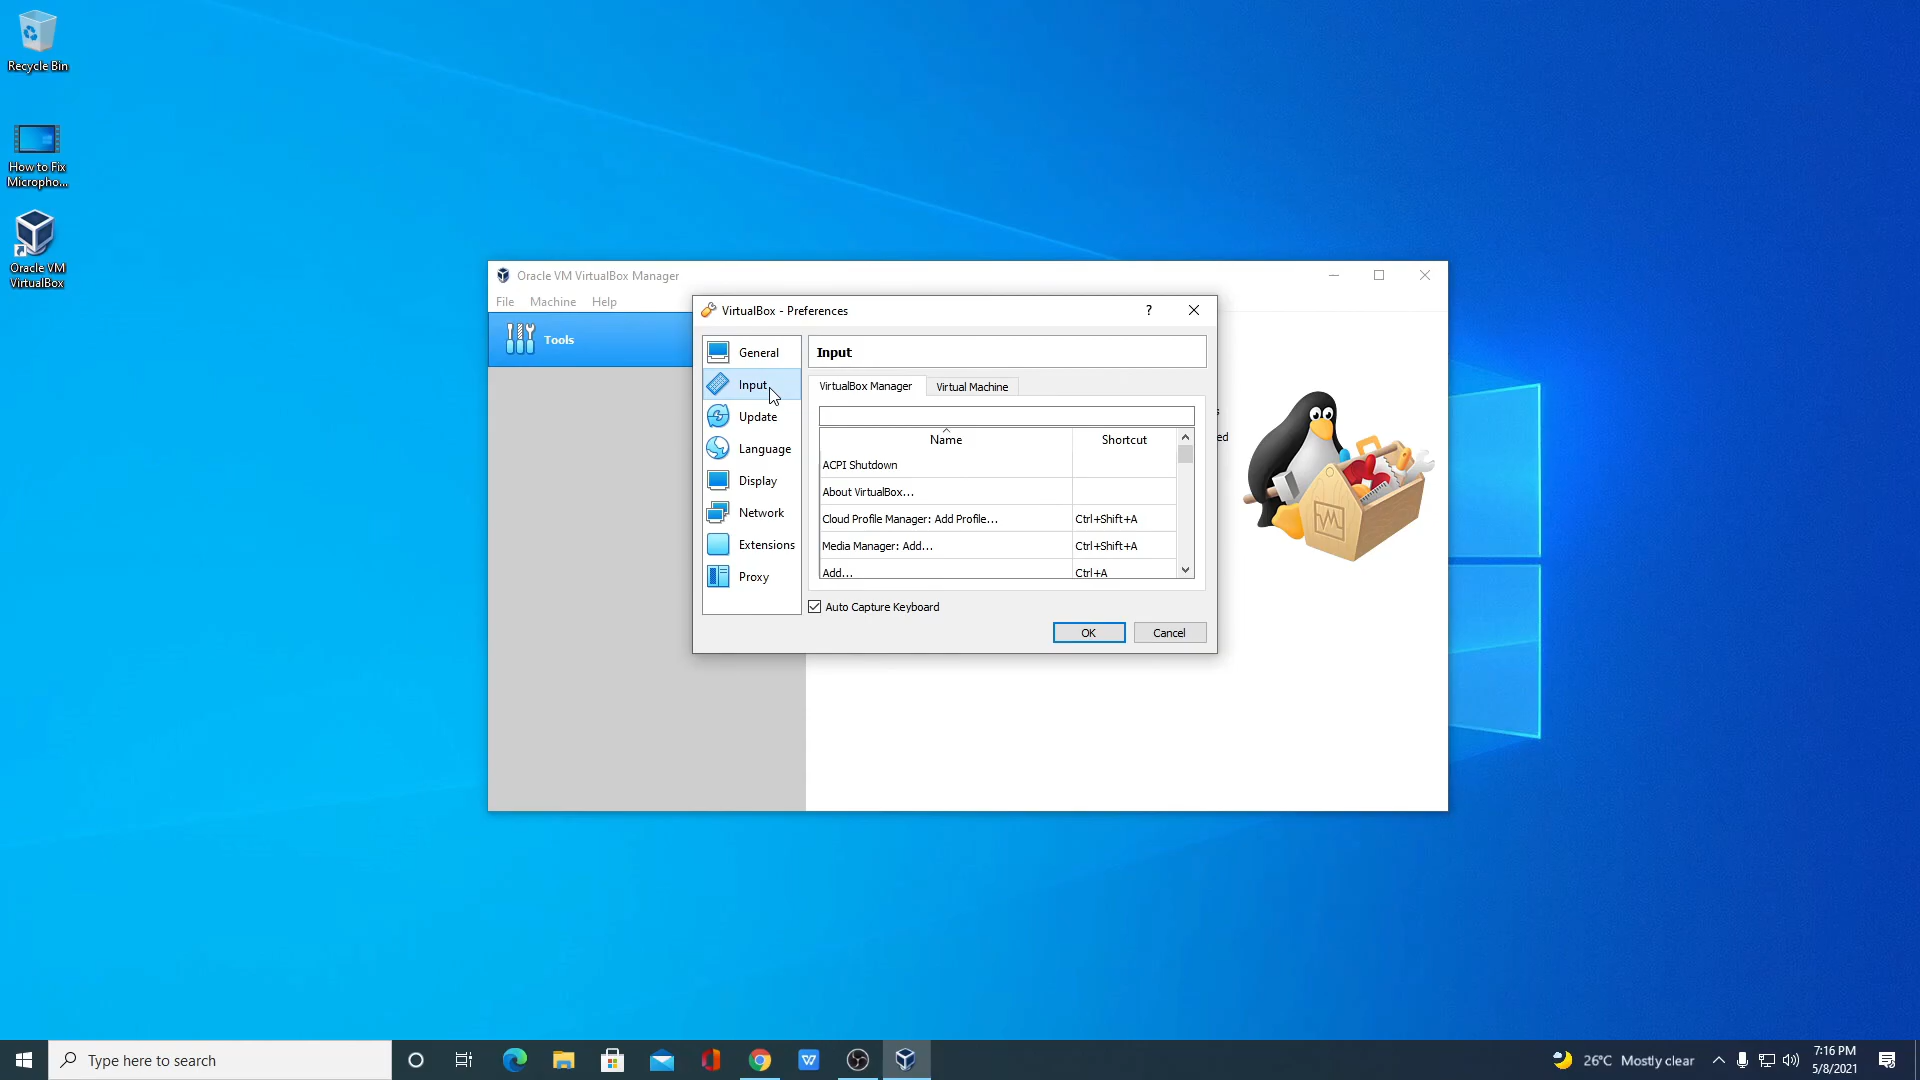 Recycle Bin
How to Fix
Micropho...
Oracle VM
VirtualBox
Oracle VM VirtualBox Manager
File Machine Help
Tools
VirtualBox - Preferences
?
General
Input
Update
Language
Display
Network
Extensions
Proxy
Input
VirtualBox Manager Virtual Machine
Name Shortcut
ACPI Shutdown
About VirtualBox...
Cloud Profile Manager: Add Profile... Ctrl+Shift+A
Media Manager: Add... Ctrl+Shift+A
Add... Ctrl+A
Auto Capture Keyboard
OK Cancel
s
ed
Type here to search
26°C Mostly clear
7:16 PM
5/8/2021